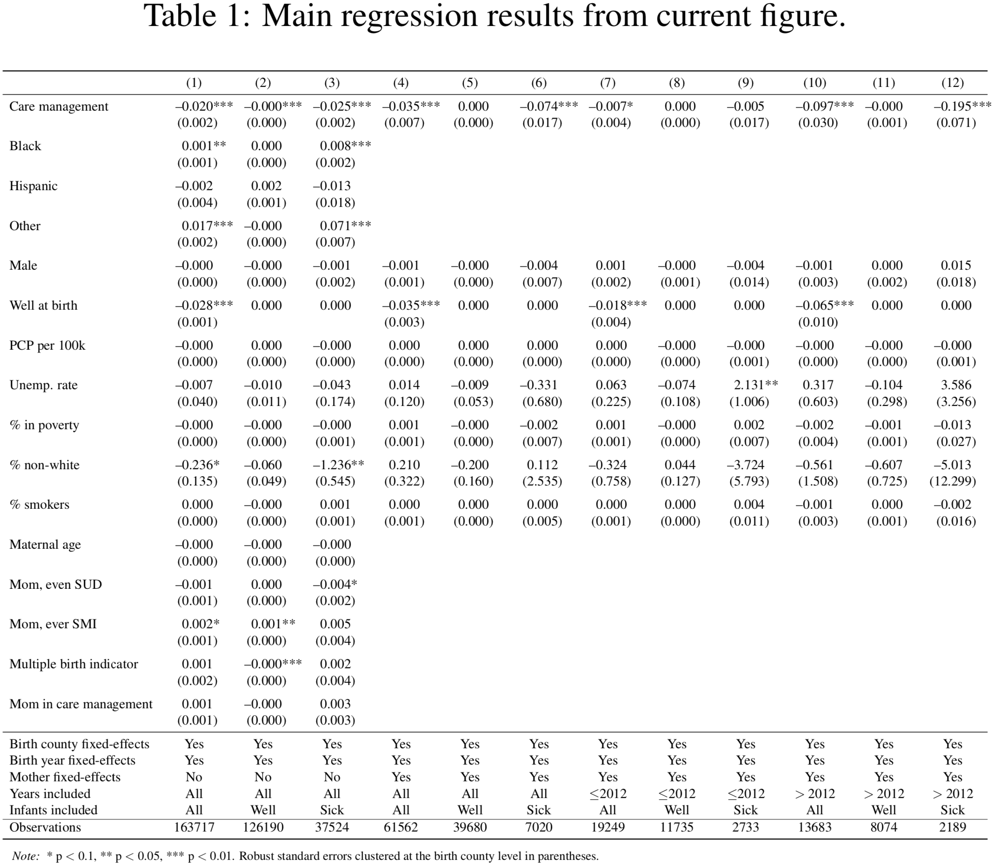 Table 1: Main regression results from current figure.
(1) (2) (3) (4) (5) (6) (7) (8) (9) (10) (11) (12)
Care management –0.020*** –0.000*** –0.025*** –0.035*** 0.000 –0.074*** –0.007* 0.000 –0.005 –0.097*** –0.000 –0.195***
(0.002) (0.000) (0.002) (0.007) (0.000) (0.017) (0.004) (0.000) (0.017) (0.030) (0.001) (0.071)
Black 0.001** 0.000 0.008***
(0.001) (0.000) (0.002)
Hispanic –0.002 0.002 –0.013
(0.004) (0.001) (0.018)
Other 0.017*** –0.000 0.071***
(0.002) (0.000) (0.007)
Male –0.000 –0.000 –0.001 –0.001 –0.000 –0.004 0.001 –0.000 –0.004 –0.001 0.000 0.015
(0.000) (0.000) (0.002) (0.001) (0.000) (0.007) (0.002) (0.001) (0.014) (0.003) (0.002) (0.018)
Well at birth –0.028*** 0.000 0.000 –0.035*** 0.000 0.000 –0.018*** 0.000 0.000 –0.065*** 0.000 0.000
(0.001) (0.003) (0.004) (0.010)
PCP per 100k –0.000 0.000 –0.000 0.000 0.000 0.000 0.000 –0.000 –0.000 –0.000 –0.000 –0.000
(0.000) (0.000) (0.000) (0.000) (0.000) (0.000) (0.000) (0.000) (0.001) (0.000) (0.000) (0.001)
Unemp. rate –0.007 –0.010 –0.043 0.014 –0.009 –0.331 0.063 –0.074 2.131** 0.317 –0.104 3.586
(0.040) (0.011) (0.174) (0.120) (0.053) (0.680) (0.225) (0.108) (1.006) (0.603) (0.298) (3.256)
% in poverty –0.000 –0.000 –0.000 0.001 –0.000 –0.002 0.001 –0.000 0.002 –0.002 –0.001 –0.013
(0.000) (0.000) (0.001) (0.001) (0.000) (0.007) (0.001) (0.000) (0.007) (0.004) (0.001) (0.027)
% non-white –0.236* –0.060 –1.236** 0.210 –0.200 0.112 –0.324 0.044 –3.724 –0.561 –0.607 –5.013
(0.135) (0.049) (0.545) (0.322) (0.160) (2.535) (0.758) (0.127) (5.793) (1.508) (0.725) (12.299)
% smokers 0.000 –0.000 0.001 0.000 0.000 0.000 0.000 0.000 0.004 –0.001 0.000 –0.002
(0.000) (0.000) (0.001) (0.001) (0.000) (0.005) (0.001) (0.000) (0.011) (0.003) (0.001) (0.016)
Maternal age –0.000 –0.000 –0.000
(0.000) (0.000) (0.000)
Mom, even SUD –0.001 0.000 –0.004*
(0.001) (0.000) (0.002)
Mom, ever SMI 0.002* 0.001** 0.005
(0.001) (0.000) (0.004)
Multiple birth indicator 0.001 –0.000*** 0.002
(0.002) (0.000) (0.004)
Mom in care management 0.001 –0.000 0.003
(0.001) (0.000) (0.003)
Birth county fixed-effects Yes Yes Yes Yes Yes Yes Yes Yes Yes Yes Yes Yes
Birth year fixed-effects Yes Yes Yes Yes Yes Yes Yes Yes Yes Yes Yes Yes
Mother fixed-effects No No No Yes Yes Yes Yes Yes Yes Yes Yes Yes
Years included All All All All All All ≤2012 ≤2012 ≤2012 > 2012 > 2012 > 2012
Infants included All Well Sick All Well Sick All Well Sick All Well Sick
Observations 163717 126190 37524 61562 39680 7020 19249 11735 2733 13683 8074 2189
Note: * p < 0.1, ** p < 0.05, *** p < 0.01. Robust standard errors clustered at the birth county level in parentheses.